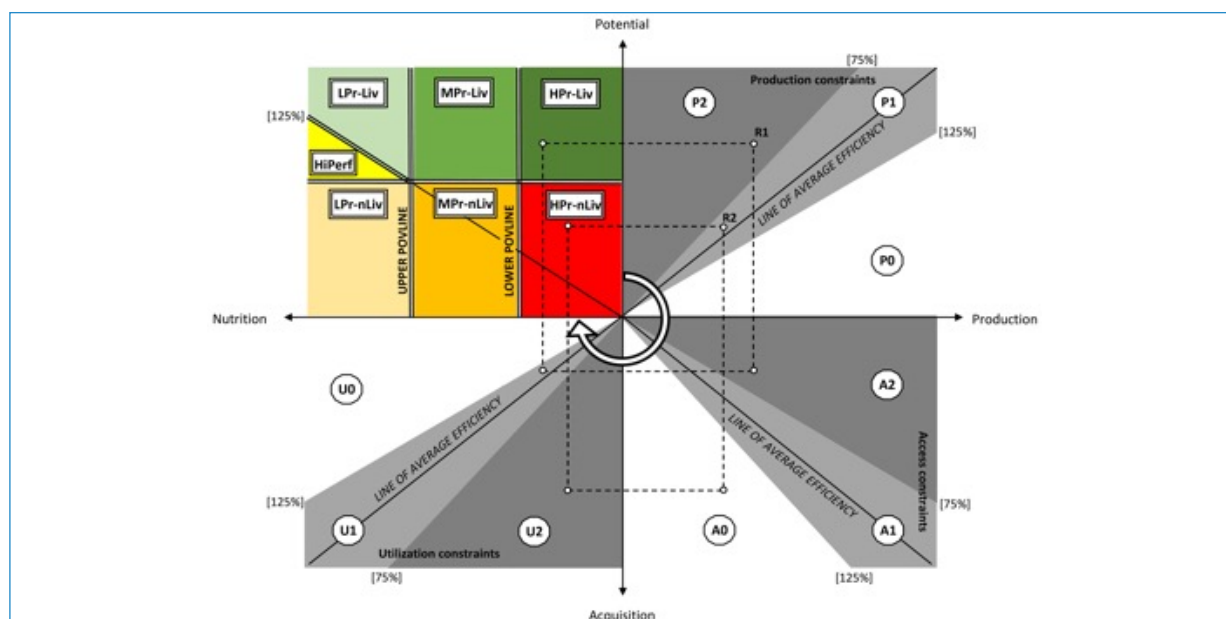 Potential
[75%]
LPr-Liv
MPr-Liv
HPr-Liv
Production constraints
P2
P1
[125%]
[125%]
R1
HiPerf
LINE OF AVERAGE EFFICIENCY
LPr-nLiv
MPr-nLiv
HPr-nLiv
R2
UPPER POVLINE
LOWER POVLINE
P0
Nutrition
Production
U0
A2
LINE OF AVERAGE EFFICIENCY
LINE OF AVERAGE EFFICIENCY
Access constraints
[125%]
[75%]
U1
U2
A0
A1
Utilization constraints
[75%]
[125%]
Acquisition